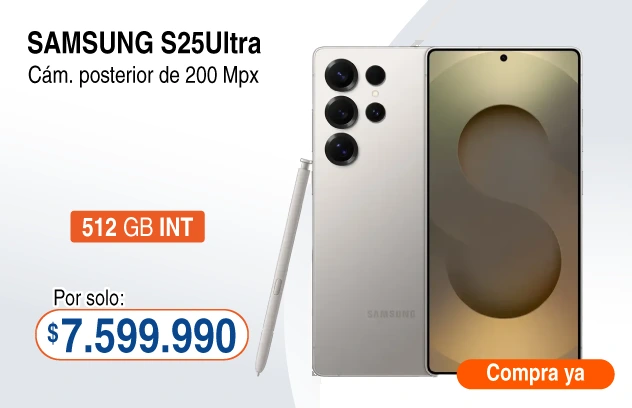 SAMSUNG S25Ultra
Cám. posterior de 200 Mpx
512 GB INT
Por solo:
$7.599.990
SAMSUNG
Compra ya